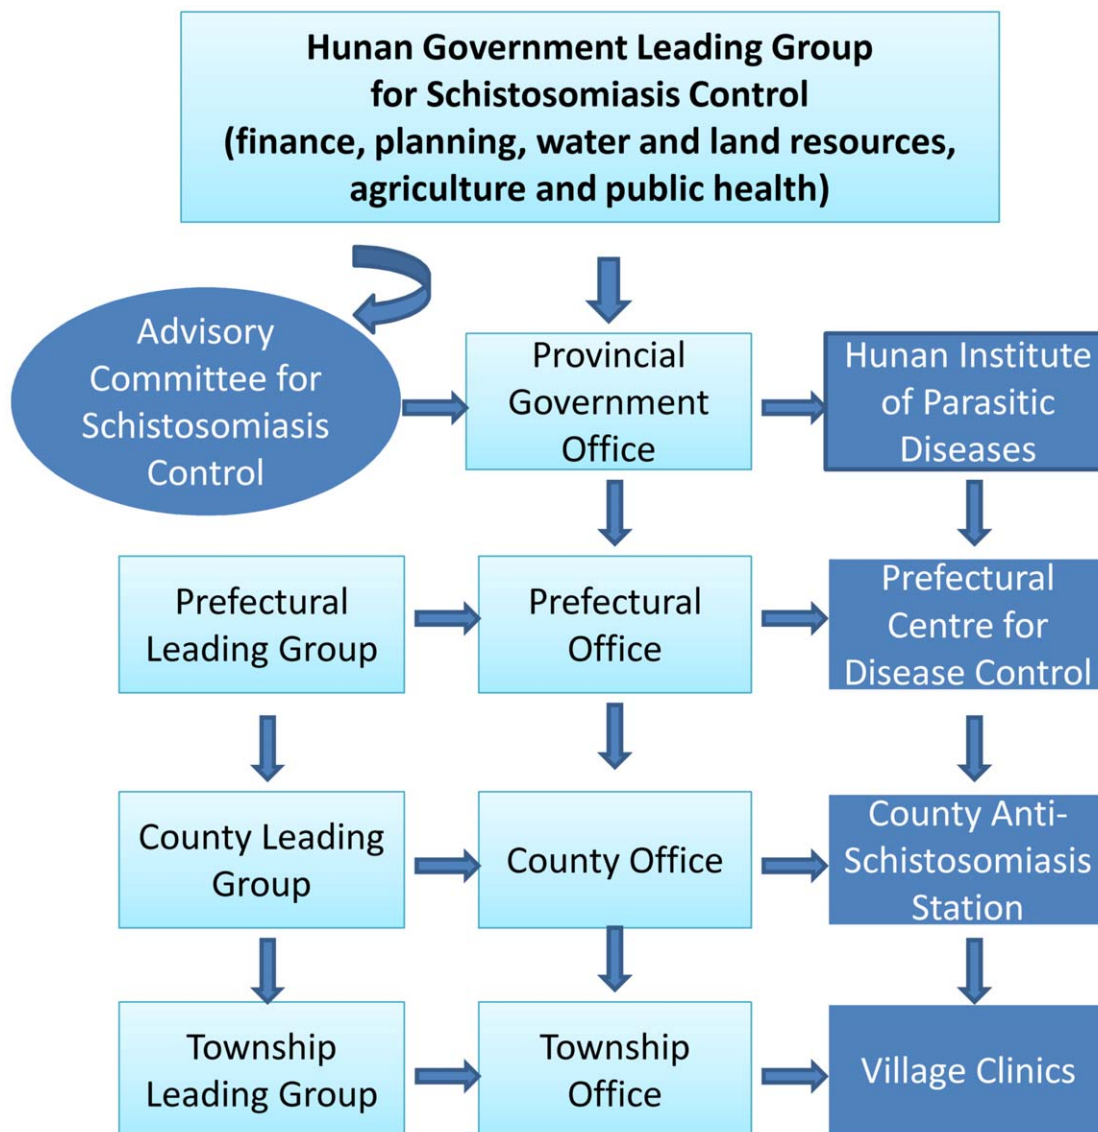 Hunan Government Leading Group
for Schistosomiasis Control
(finance, planning, water and land resources,
agriculture and public health)
Advisory
Committee for
Schistosomiasis
Control
Provincial
Government
Office
Hunan Institute
of Parasitic
Diseases
Prefectural
Leading Group
Prefectural
Office
Prefectural
Centre for
Disease Control
County Leading
Group
County Office
County Anti-
Schistosomiasis
Station
Township
Leading Group
Township
Office
Village Clinics